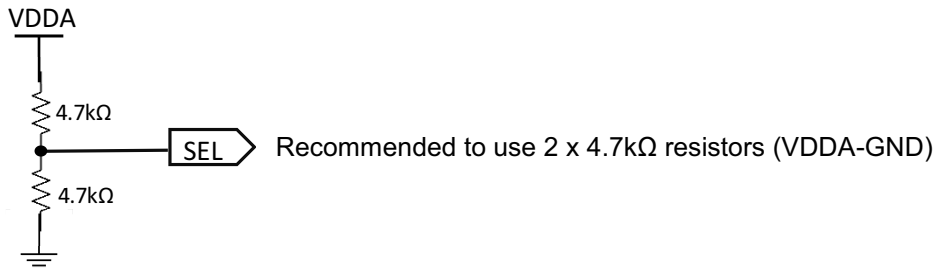 VDDA
4.7kΩ
SEL Recommended to use 2 x 4.7kΩ resistors (VDDA-GND)
4.7kΩ